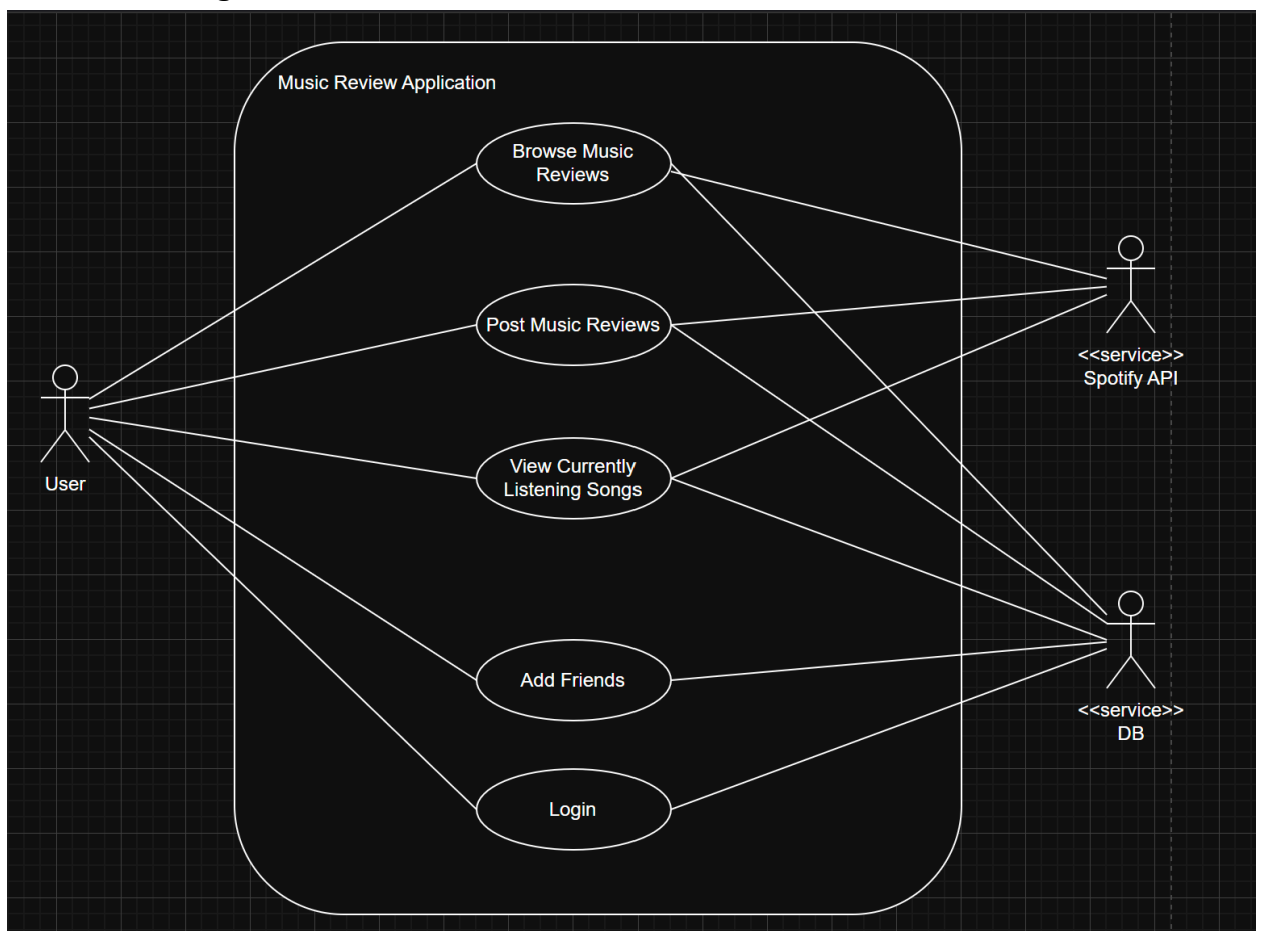 Music Review Application
Browse Music
Reviews
Post Music Reviews
<<service>>
Spotify API
View Currently
Listening Songs
User
Add Friends
<<service>>
DB
Login